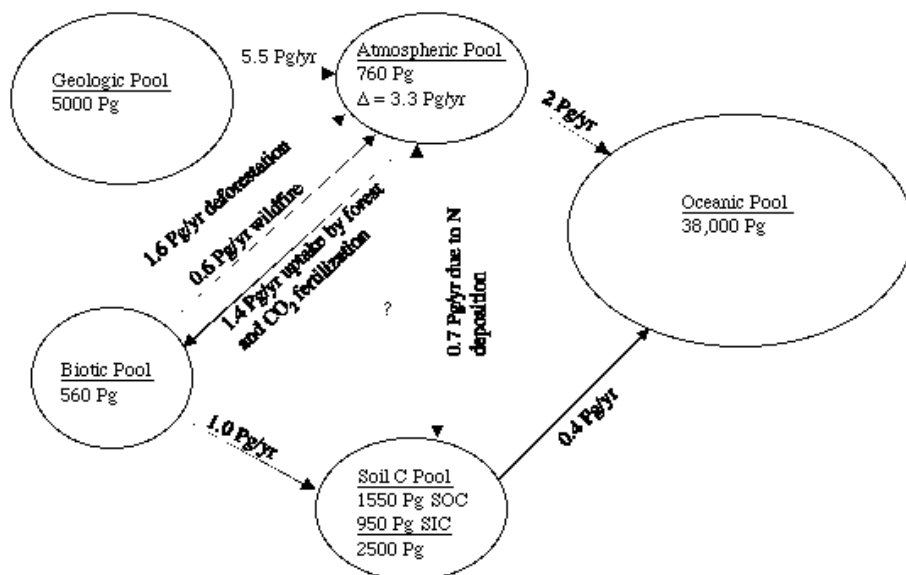 Geologic Pool
5000 Pg
5.5 Pg/yr
Atmospheric Pool
760 Pg
Δ = 3.3 Pg/yr
2 Pg/yr
Oceanic Pool
38,000 Pg
1.6 Pg/yr deforestation
0.6 Pg/yr wildfire
1.4 Pg/yr uptake by forest
and CO₂ fertilization
?
0.7 Pg/yr due to N
deposition
Biotic Pool
560 Pg
1.0 Pg/yr
0.4 Pg/yr
Soil C Pool
1550 Pg SOC
950 Pg SIC
2500 Pg